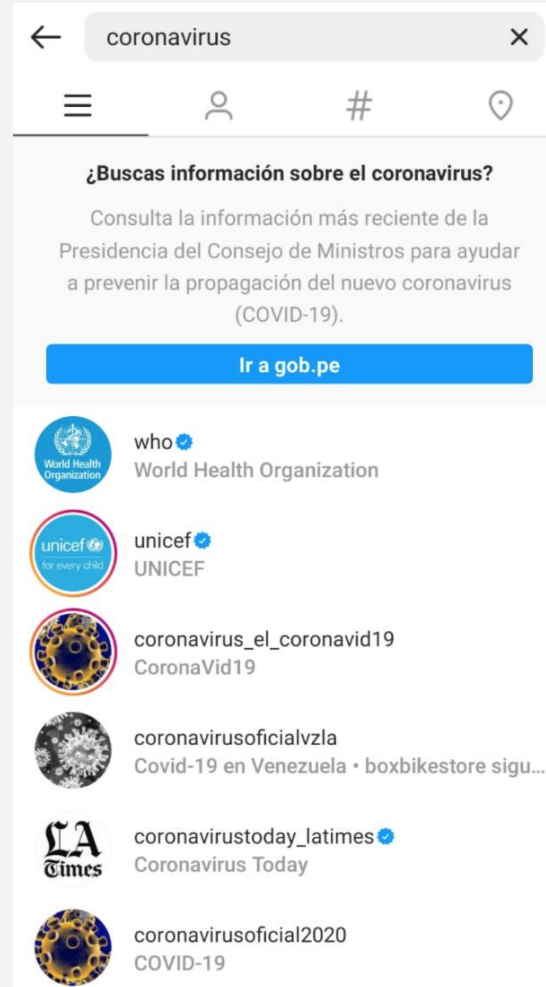 coronavirus
¿Buscas información sobre el coronavirus?
Consulta la información más reciente de la
Presidencia del Consejo de Ministros para ayudar
a prevenir la propagación del nuevo coronavirus
(COVID-19).
Ir a gob.pe
World Health
Organization
who
World Health Organization
unicef
for every child
unicef
UNICEF
coronavirus_el_coronavid19
CoronaVid19
coronavirusoficialvzla
Covid-19 en Venezuela • boxbikestore sigu...
LA
Times
coronavirustoday_latimes
Coronavirus Today
coronavirusoficial2020
COVID-19